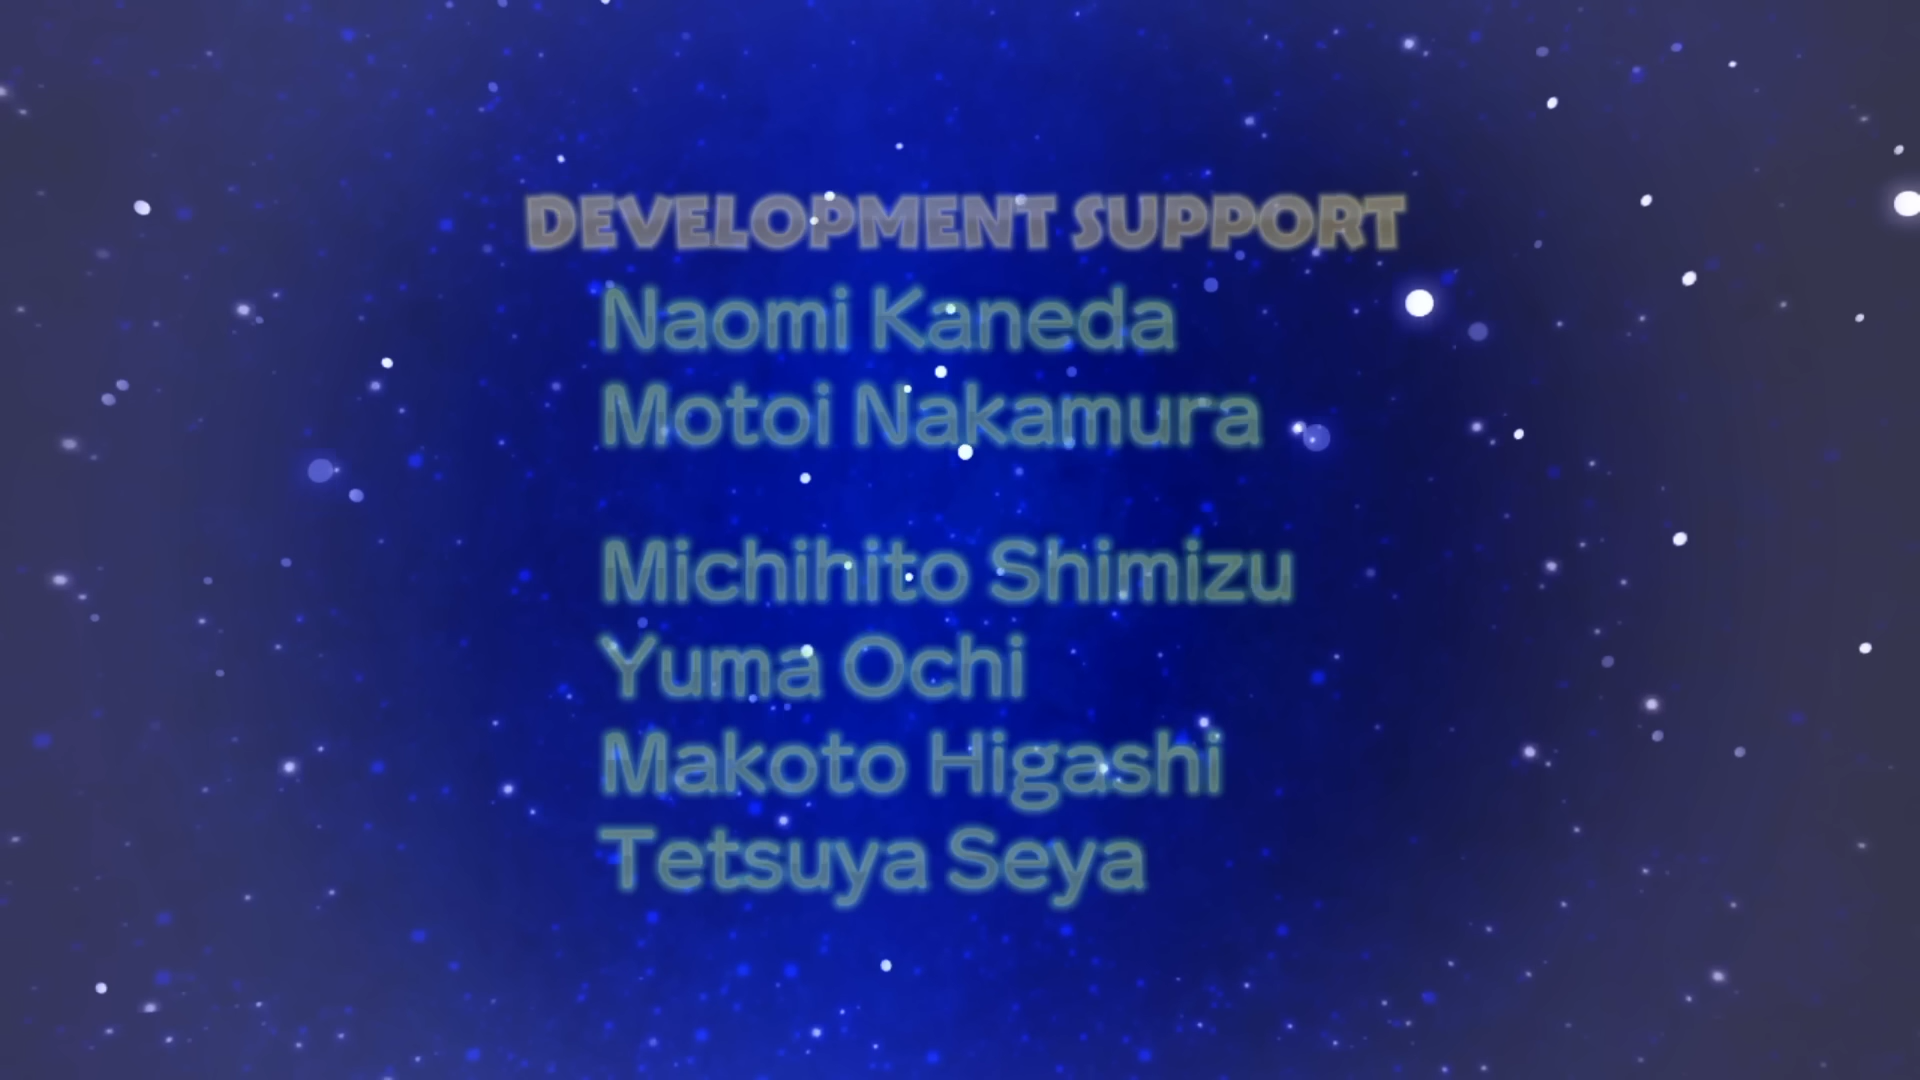 DEVELOPMENT SUPPORT
Naomi Kaneda
Motoi Nakamura
Michihito Shimizu
Yuma Ochi
Makoto Higashi
Tetsuya Seya